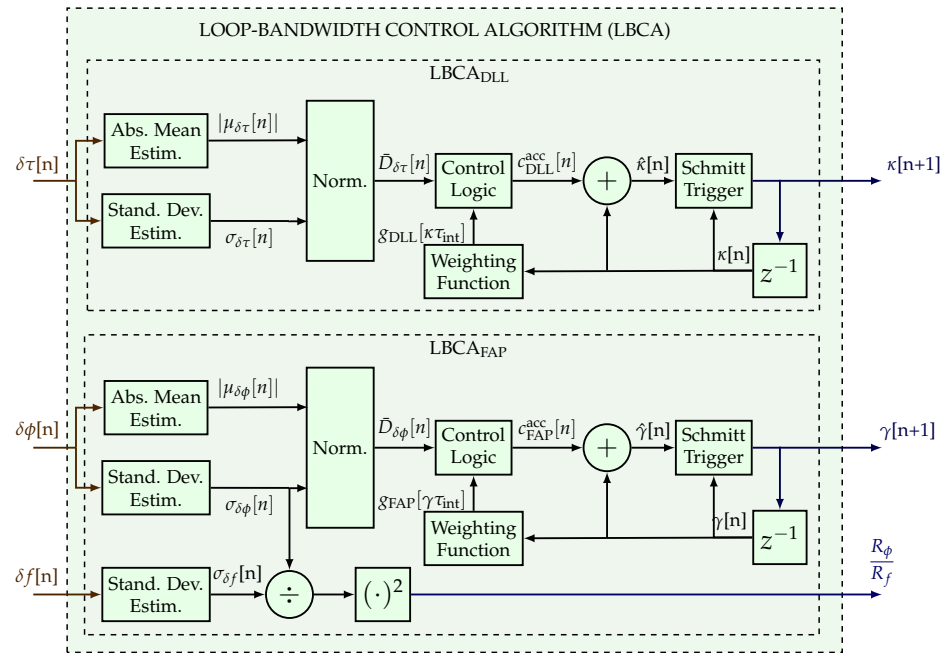 LOOP-BANDWIDTH CONTROL ALGORITHM (LBCA)
LBCA_DLL
δτ[n]
Abs. Mean
Estim.
|μ_δτ[n]|
Stand. Dev.
Estim.
σ_δτ[n]
Norm.
D̄_δτ[n]
Control
Logic
c^acc_DLL[n]
+
κ̂[n]
Schmitt
Trigger
κ[n+1]
g_DLL[κτ_int]
Weighting
Function
κ[n]
z⁻¹
LBCA_FAP
δϕ[n]
Abs. Mean
Estim.
|μ_δϕ[n]|
Stand. Dev.
Estim.
σ_δϕ[n]
Norm.
D̄_δϕ[n]
Control
Logic
c^acc_FAP[n]
+
γ̂[n]
Schmitt
Trigger
γ[n+1]
g_FAP[γτ_int]
Weighting
Function
γ[n]
z⁻¹
δf[n]
Stand. Dev.
Estim.
σ_δf[n]
÷
(·)²
R_ϕ
R_f